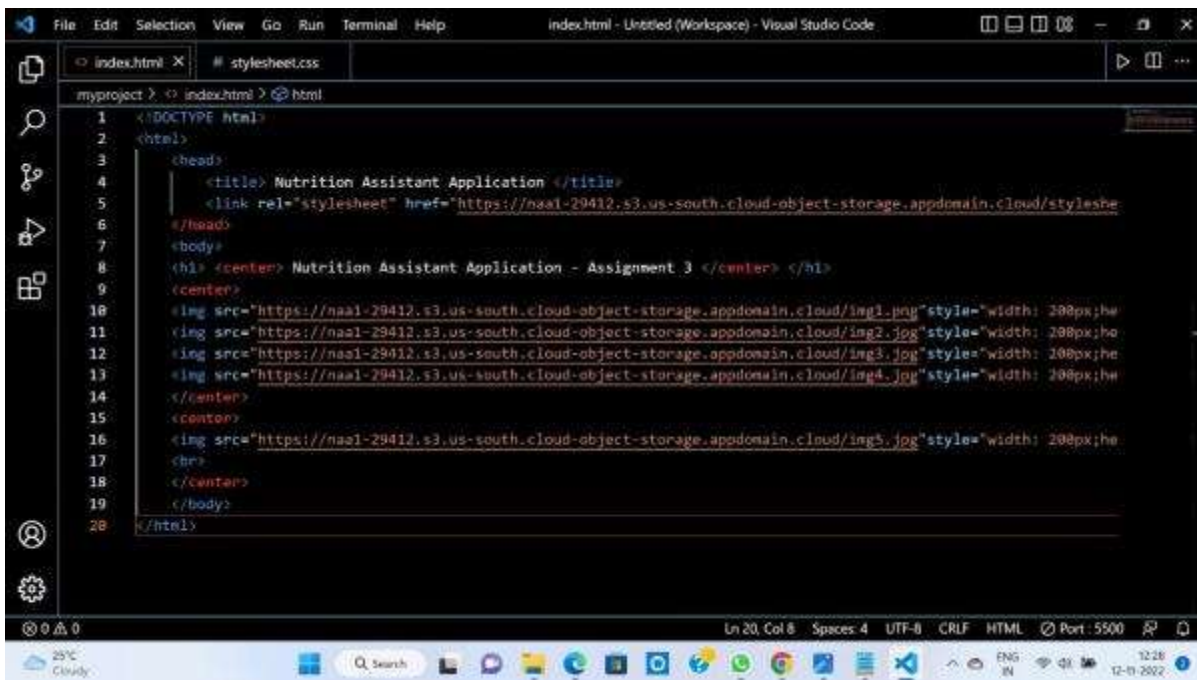 File Edit Selection View Go Run Terminal Help index.html - Untitled (Workspace) - Visual Studio Code
index.html # stylesheet.css
myproject > index.html > html
1 <!DOCTYPE html>
2 <html>
3 <head>
4 <title> Nutrition Assistant Application </title>
5 <link rel="stylesheet" href="https://naa1-29412.s3.us-south.cloud-object-storage.appdomain.cloud/styleshe
6 </head>
7 <body>
8 <h1> <center> Nutrition Assistant Application - Assignment 3 </center> </h1>
9 <center>
10 <img src="https://naa1-29412.s3.us-south.cloud-object-storage.appdomain.cloud/img1.png"style="width: 200px;he
11 <img src="https://naa1-29412.s3.us-south.cloud-object-storage.appdomain.cloud/img2.jpg"style="width: 200px;he
12 <img src="https://naa1-29412.s3.us-south.cloud-object-storage.appdomain.cloud/img3.jpg"style="width: 200px;he
13 <img src="https://naa1-29412.s3.us-south.cloud-object-storage.appdomain.cloud/img4.jpg"style="width: 200px;he
14 </center>
15 <center>
16 <img src="https://naa1-29412.s3.us-south.cloud-object-storage.appdomain.cloud/img5.jpg"style="width: 200px;he
17 <br>
18 </center>
19 </body>
20 </html>
0 0 Ln 20, Col 8 Spaces: 4 UTF-8 CRLF HTML Port : 5500
25°C Search ENG 12:28
Cloudy IN 12-11-2022